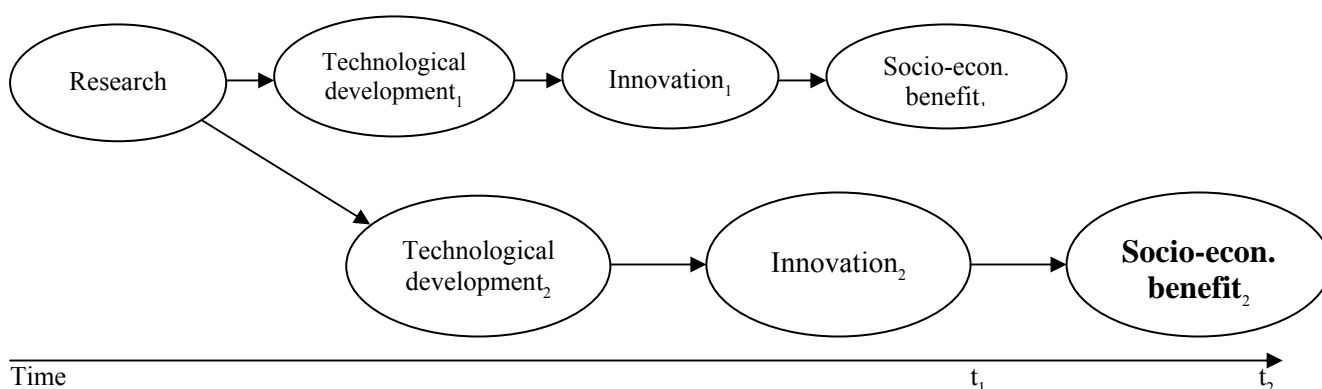 Research
Technological
development₁
Innovation₁
Socio-econ.
benefit₁
Technological
development₂
Innovation₂
Socio-econ.
benefit₂
Time t₁ t₂